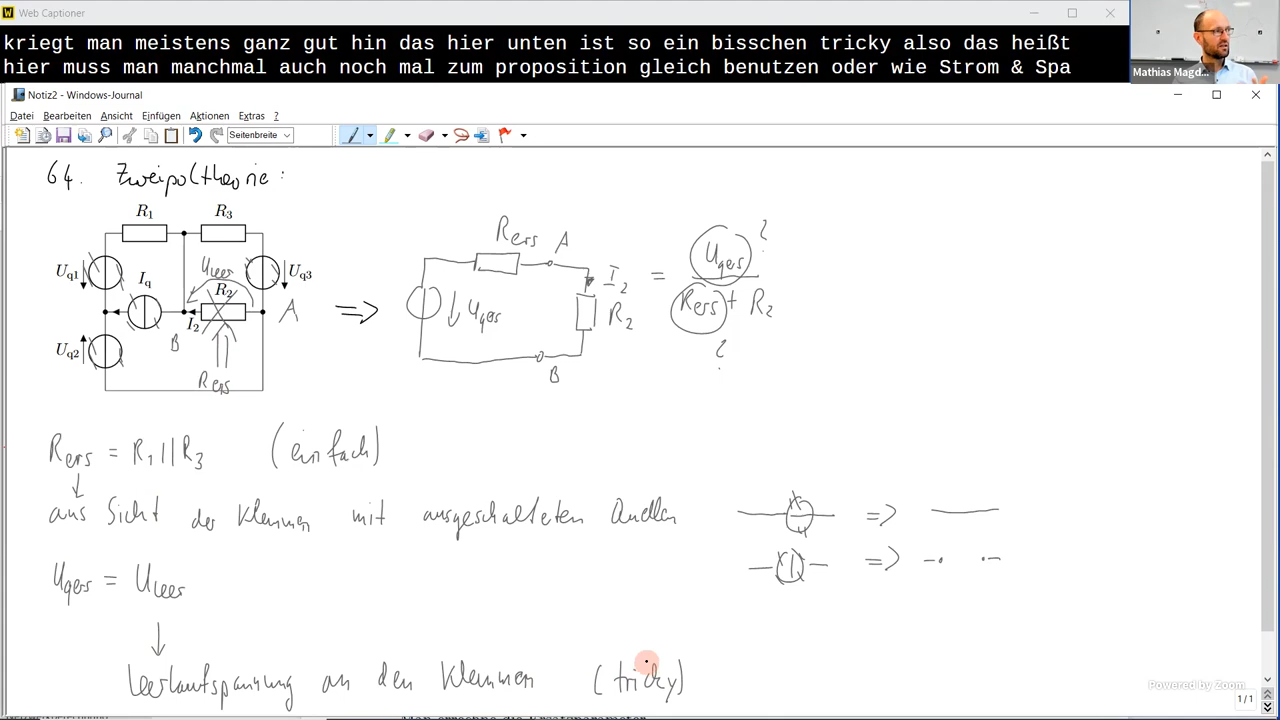 Web Captioner
kriegt man meistens ganz gut hin das hier unten ist so ein bisschen tricky also das heißt
hier muss man manchmal auch noch mal zum proposition gleich benutzen oder wie Strom & Spa
Mathias Magd...
Notiz2 - Windows-Journal
Datei Bearbeiten Ansicht Einfügen Aktionen Extras ?
Seitenbreite
64. Zweipoltheorie:
R1 R3
Uq1 Iq Uleer R2 Uq3
I2 A
B
Uq2
Rers
=>
Rers A
Uqers I2 R2
B
= Uqers ?
Rers + R2
?
Rers = R1 || R3 (einfach)
aus Sicht der Klemmen mit ausgeschalteten Quellen =>
=>
Uqers = Uleer
Leerlaufspannung an den Klemmen (tricky)
Powered by Zoom
1/1